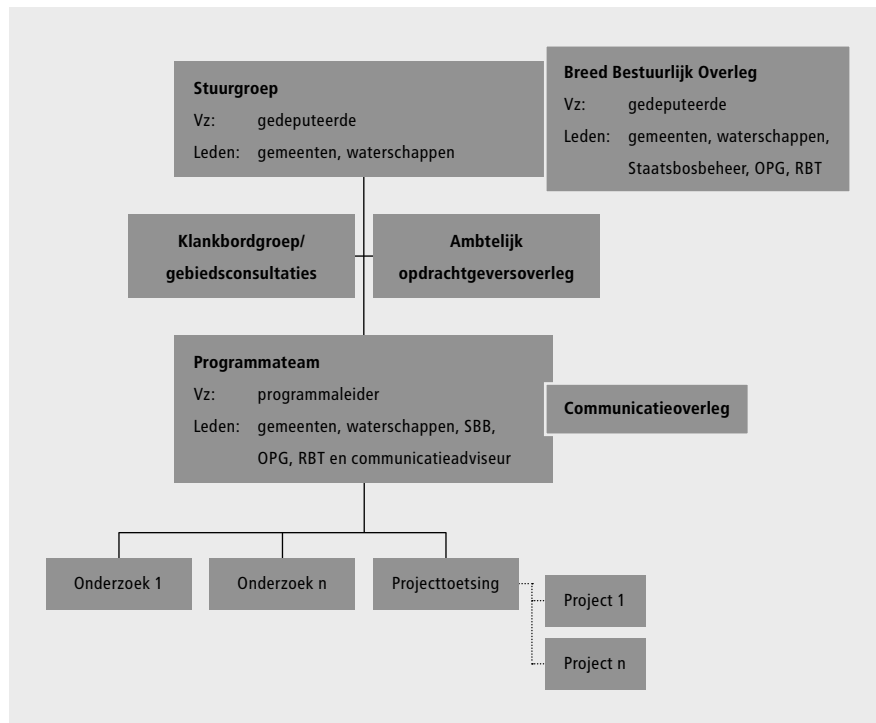 Stuurgroep
Vz: gedeputeerde
Leden: gemeenten, waterschappen
Breed Bestuurlijk Overleg
Vz: gedeputeerde
Leden: gemeenten, waterschappen,
Staatsbosbeheer, OPG, RBT
Klankbordgroep/
gebiedsconsultaties
Ambtelijk
opdrachtgeversoverleg
Programmateam
Vz: programmaleider
Leden: gemeenten, waterschappen, SBB,
OPG, RBT en communicatieadviseur
Communicatieoverleg
Onderzoek 1
Onderzoek n
Projecttoetsing
Project 1
Project n